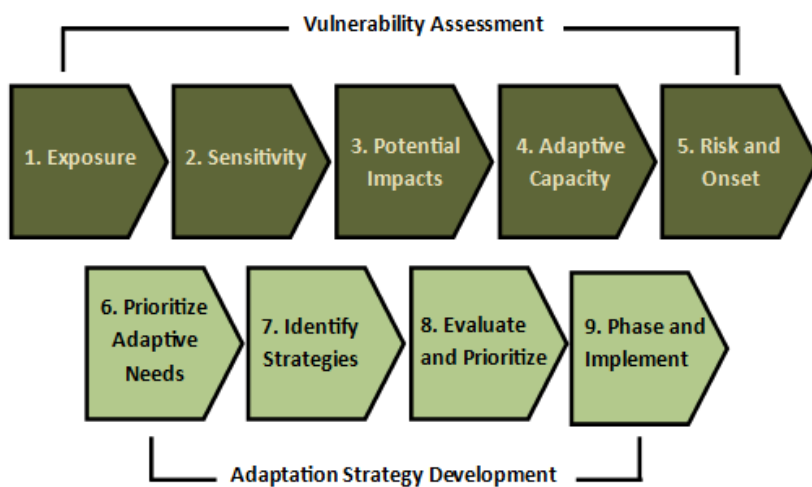 Vulnerability Assessment
1. Exposure
2. Sensitivity
3. Potential
Impacts
4. Adaptive
Capacity
5. Risk and
Onset
6. Prioritize
Adaptive
Needs
7. Identify
Strategies
8. Evaluate
and Prioritize
9. Phase and
Implement
Adaptation Strategy Development